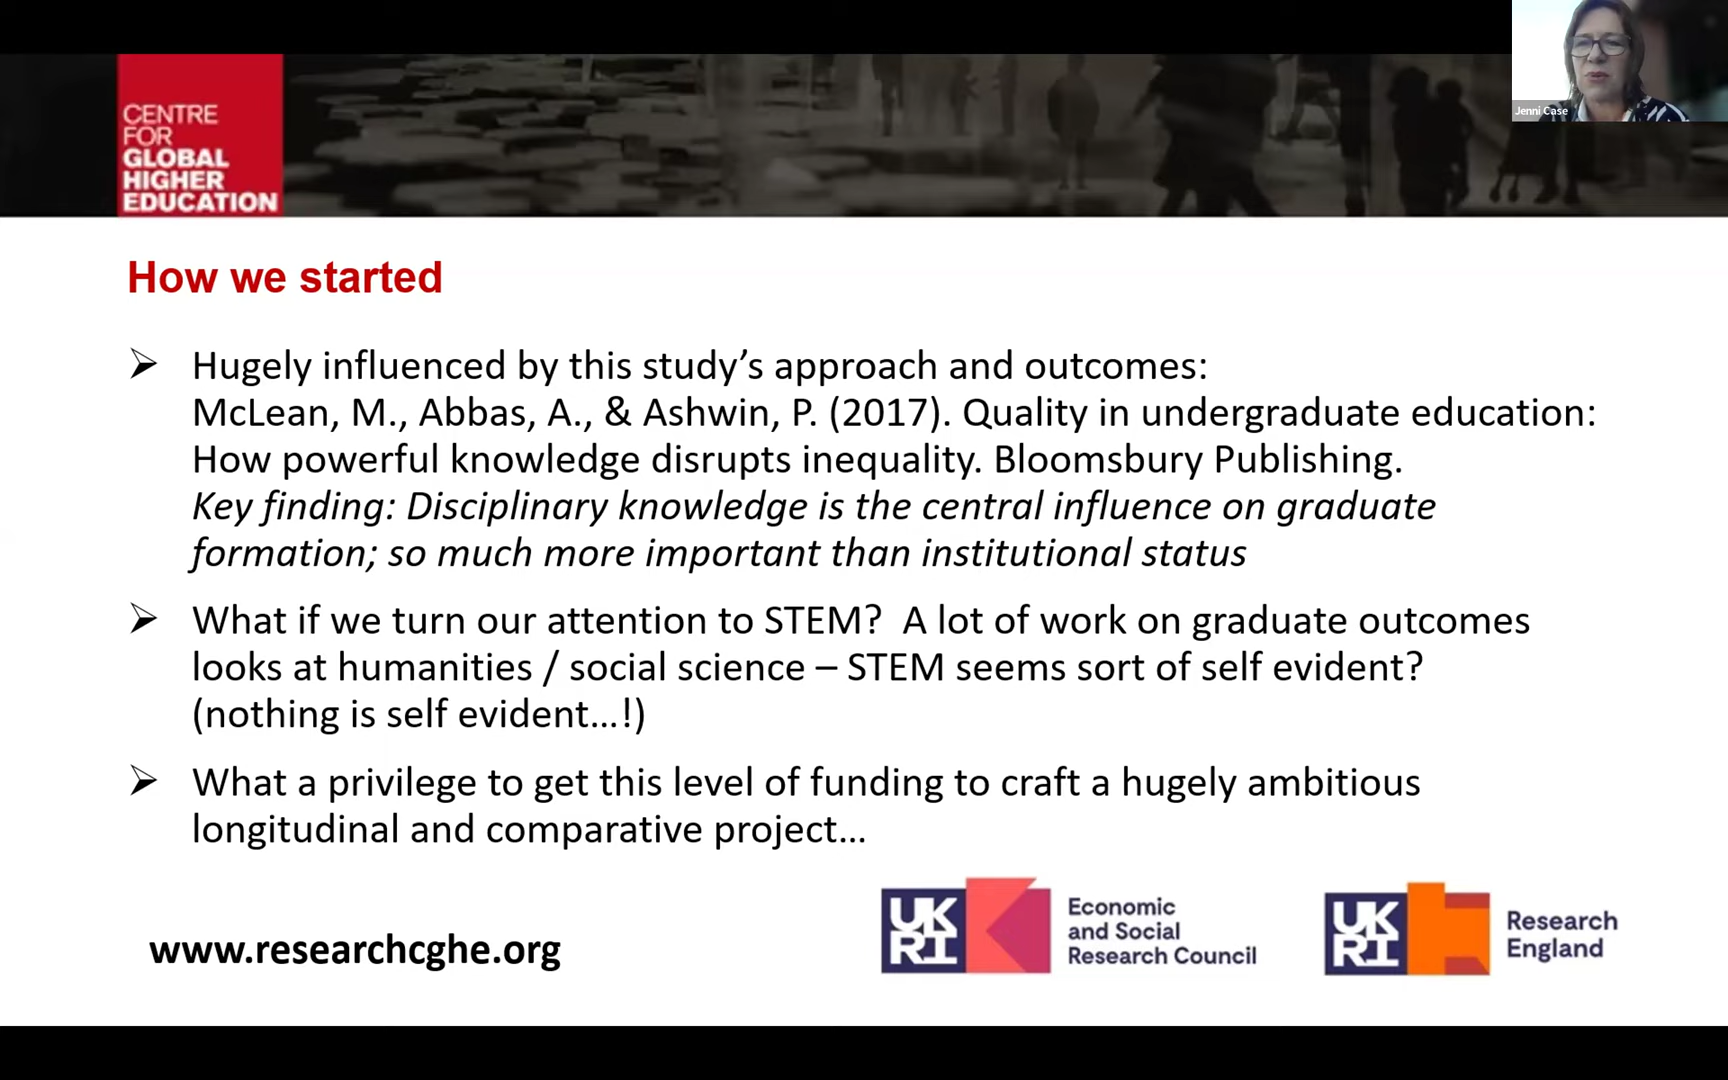 Jenni Case
CENTRE
FOR
GLOBAL
HIGHER
EDUCATION
How we started
➢ Hugely influenced by this study’s approach and outcomes:
McLean, M., Abbas, A., & Ashwin, P. (2017). Quality in undergraduate education:
How powerful knowledge disrupts inequality. Bloomsbury Publishing.
Key finding: Disciplinary knowledge is the central influence on graduate
formation; so much more important than institutional status
➢ What if we turn our attention to STEM?  A lot of work on graduate outcomes
looks at humanities / social science – STEM seems sort of self evident?
(nothing is self evident...!)
➢ What a privilege to get this level of funding to craft a hugely ambitious
longitudinal and comparative project...
www.researchcghe.org
UK
RI
Economic
and Social
Research Council
UK
RI
Research
England